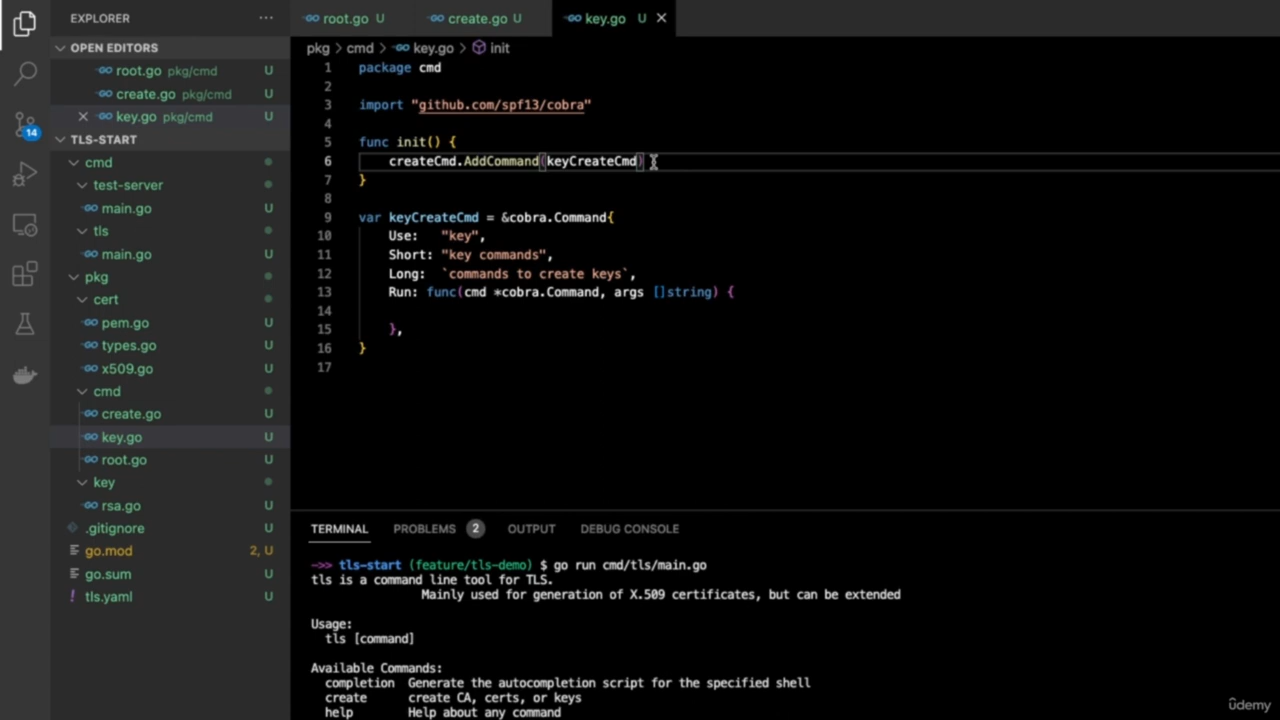 EXPLORER
OPEN EDITORS
root.go pkg/cmd U
create.go pkg/cmd U
key.go pkg/cmd U
14
TLS-START
cmd
test-server
main.go U
tls
main.go U
pkg
cert
pem.go U
types.go U
x509.go U
cmd
create.go U
key.go U
root.go U
key
rsa.go U
.gitignore U
go.mod 2, U
go.sum U
tls.yaml U
root.go U create.go U key.go U
pkg > cmd > key.go > init
1 package cmd
2
3 import "github.com/spf13/cobra"
4
5 func init() {
6 createCmd.AddCommand(keyCreateCmd)
7 }
8
9 var keyCreateCmd = &cobra.Command{
10 Use: "key",
11 Short: "key commands",
12 Long: `commands to create keys`,
13 Run: func(cmd *cobra.Command, args []string) {
14
15 },
16 }
17
TERMINAL PROBLEMS 2 OUTPUT DEBUG CONSOLE
->>> tls-start (feature/tls-demo) $ go run cmd/tls/main.go
tls is a command line tool for TLS.
Mainly used for generation of X.509 certificates, but can be extended
Usage:
tls [command]
Available Commands:
completion Generate the autocompletion script for the specified shell
create create CA, certs, or keys
help Help about any command
udemy